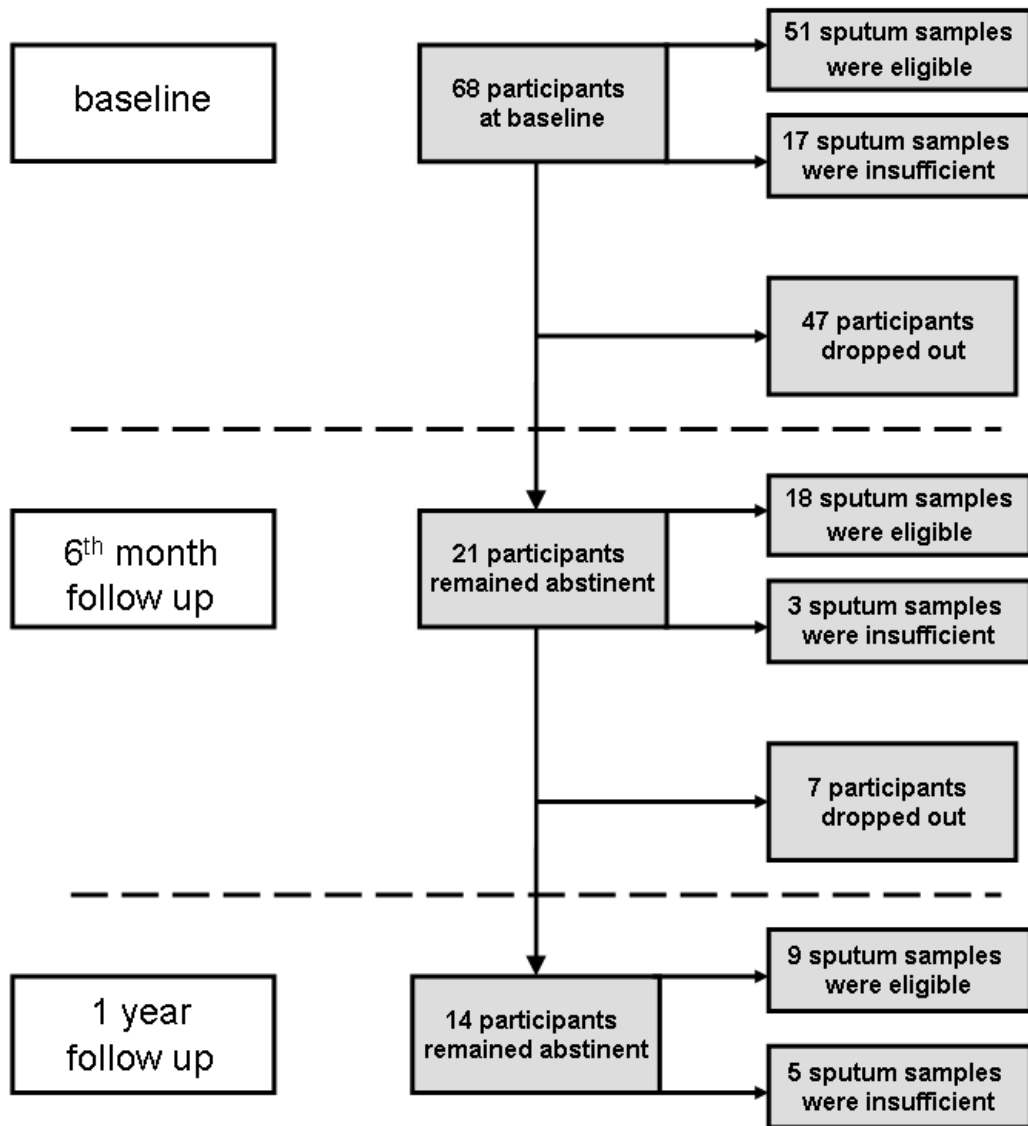 baseline
68 participants
at baseline
51 sputum samples
were eligible
17 sputum samples
were insufficient
47 participants
dropped out
6th month
follow up
21 participants
remained abstinent
18 sputum samples
were eligible
3 sputum samples
were insufficient
7 participants
dropped out
1 year
follow up
14 participants
remained abstinent
9 sputum samples
were eligible
5 sputum samples
were insufficient